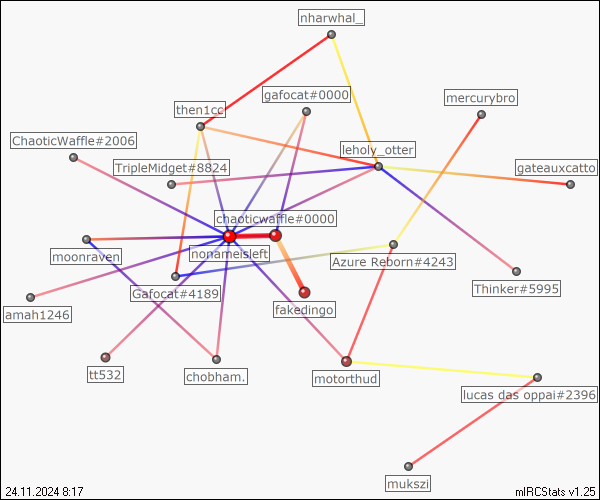 nharwhal_
gafocat#0000
mercurybro
then1cc
ChaoticWaffle#2006
leholy_otter
TripleMidget#8824
gateauxcatto
chaoticwaffle#0000
moonraven
nonameisleft
Azure Reborn#4243
Gafocat#4189
Thinker#5995
amah1246
fakedingo
tt532
chobham.
motorthud
lucas das oppai#2396
mukszi
24.11.2024 8:17
mIRCStats v1.25